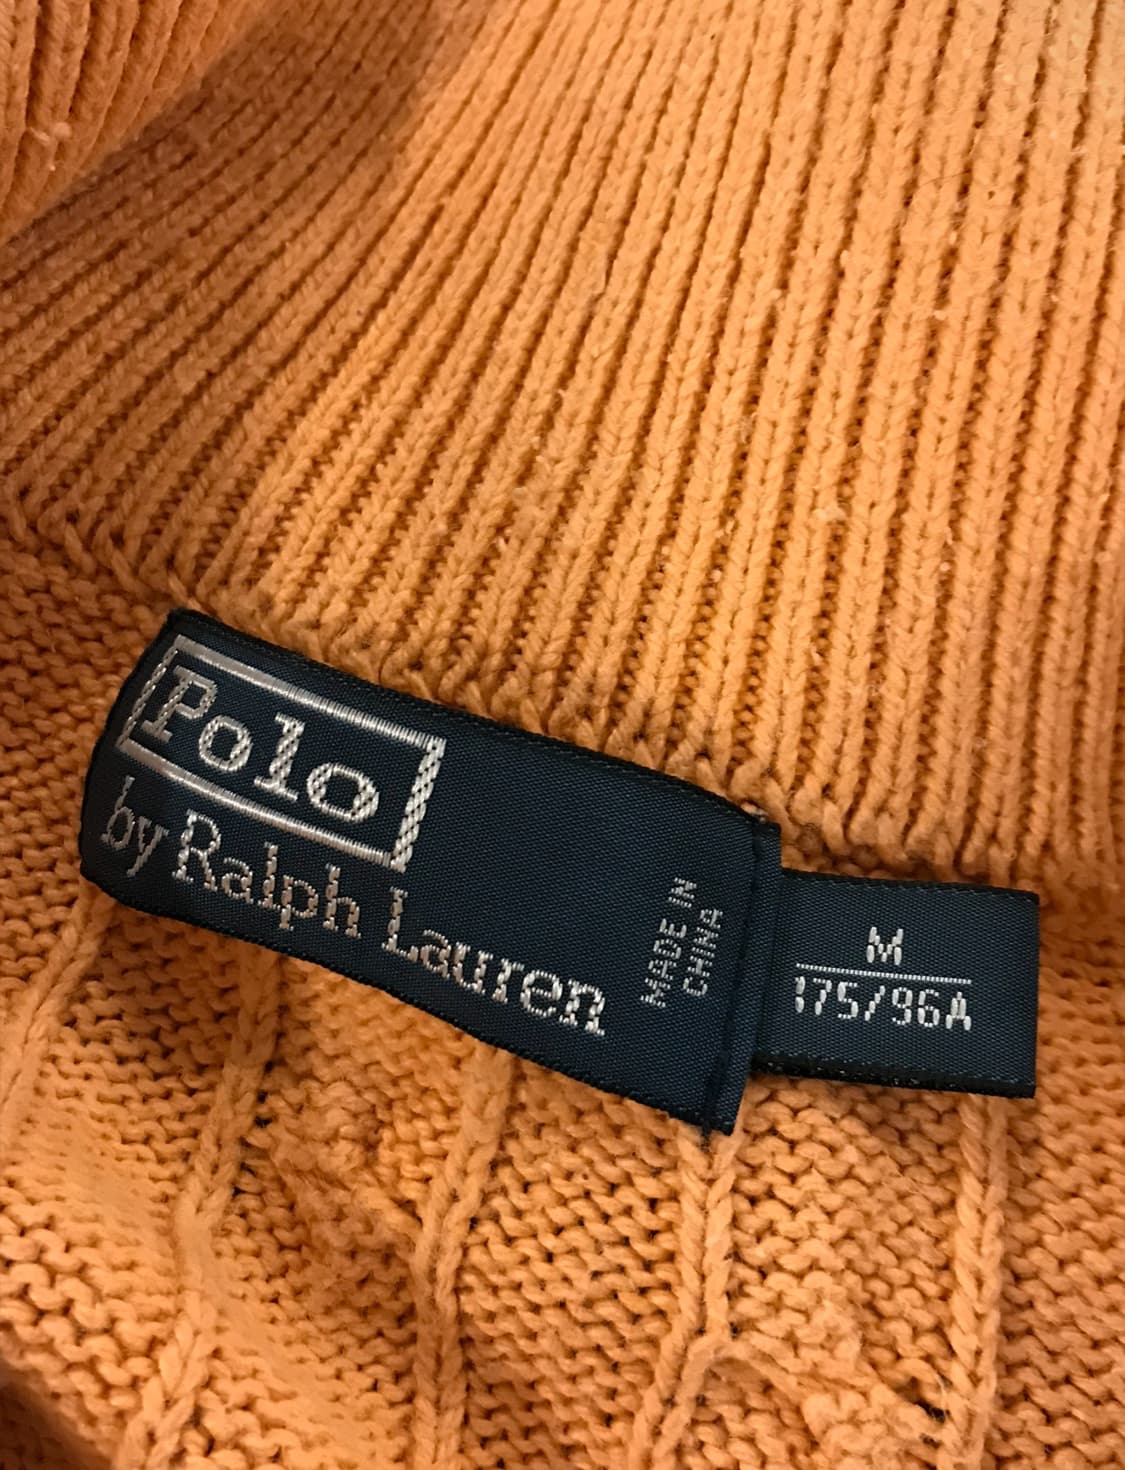 Polo
by Ralph Lauren
MADE IN
CHINA
M
175/96A